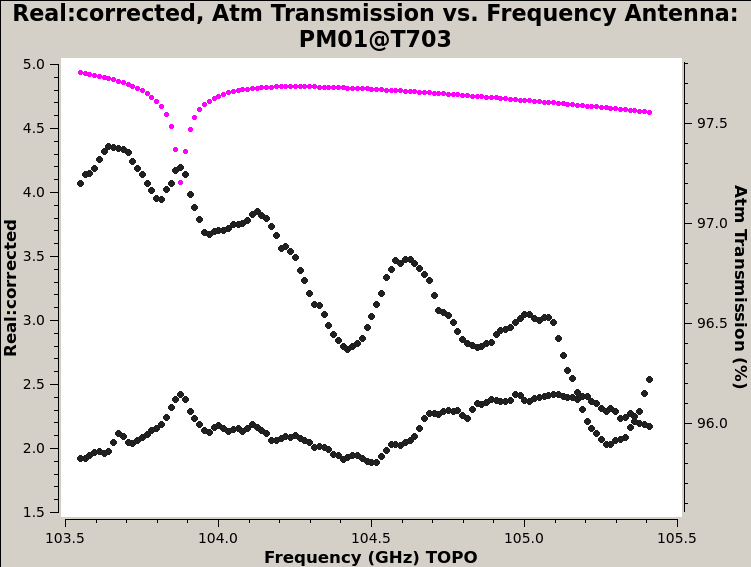 Real:corrected, Atm Transmission vs. Frequency Antenna:
PM01@T703
5.0
4.5
4.0
3.5
3.0
2.5
2.0
1.5
Real:corrected
97.5
97.0
96.5
96.0
Atm Transmission (%)
103.5 104.0 104.5 105.0 105.5
Frequency (GHz) TOPO